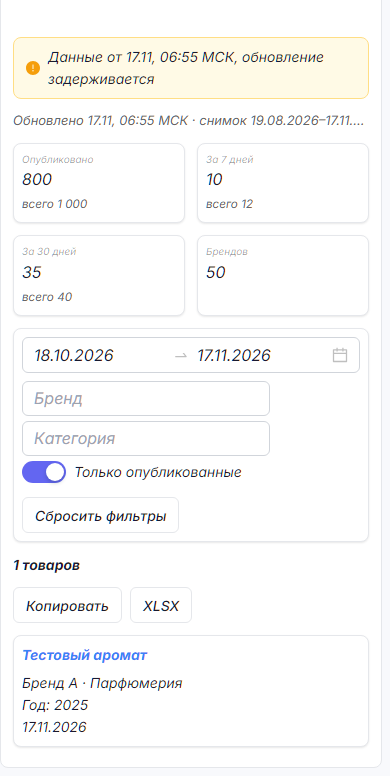 Данные от 17.11, 06:55 МСК, обновление
задерживается
Обновлено 17.11, 06:55 МСК · снимок 19.08.2026–17.11....
Опубликовано
800
всего 1 000
За 7 дней
10
всего 12
За 30 дней
35
всего 40
Брендов
50
18.10.2026 → 17.11.2026
Бренд
Категория
Только опубликованные
Сбросить фильтры
1 товаров
Копировать XLSX
Тестовый аромат
Бренд А · Парфюмерия
Год: 2025
17.11.2026